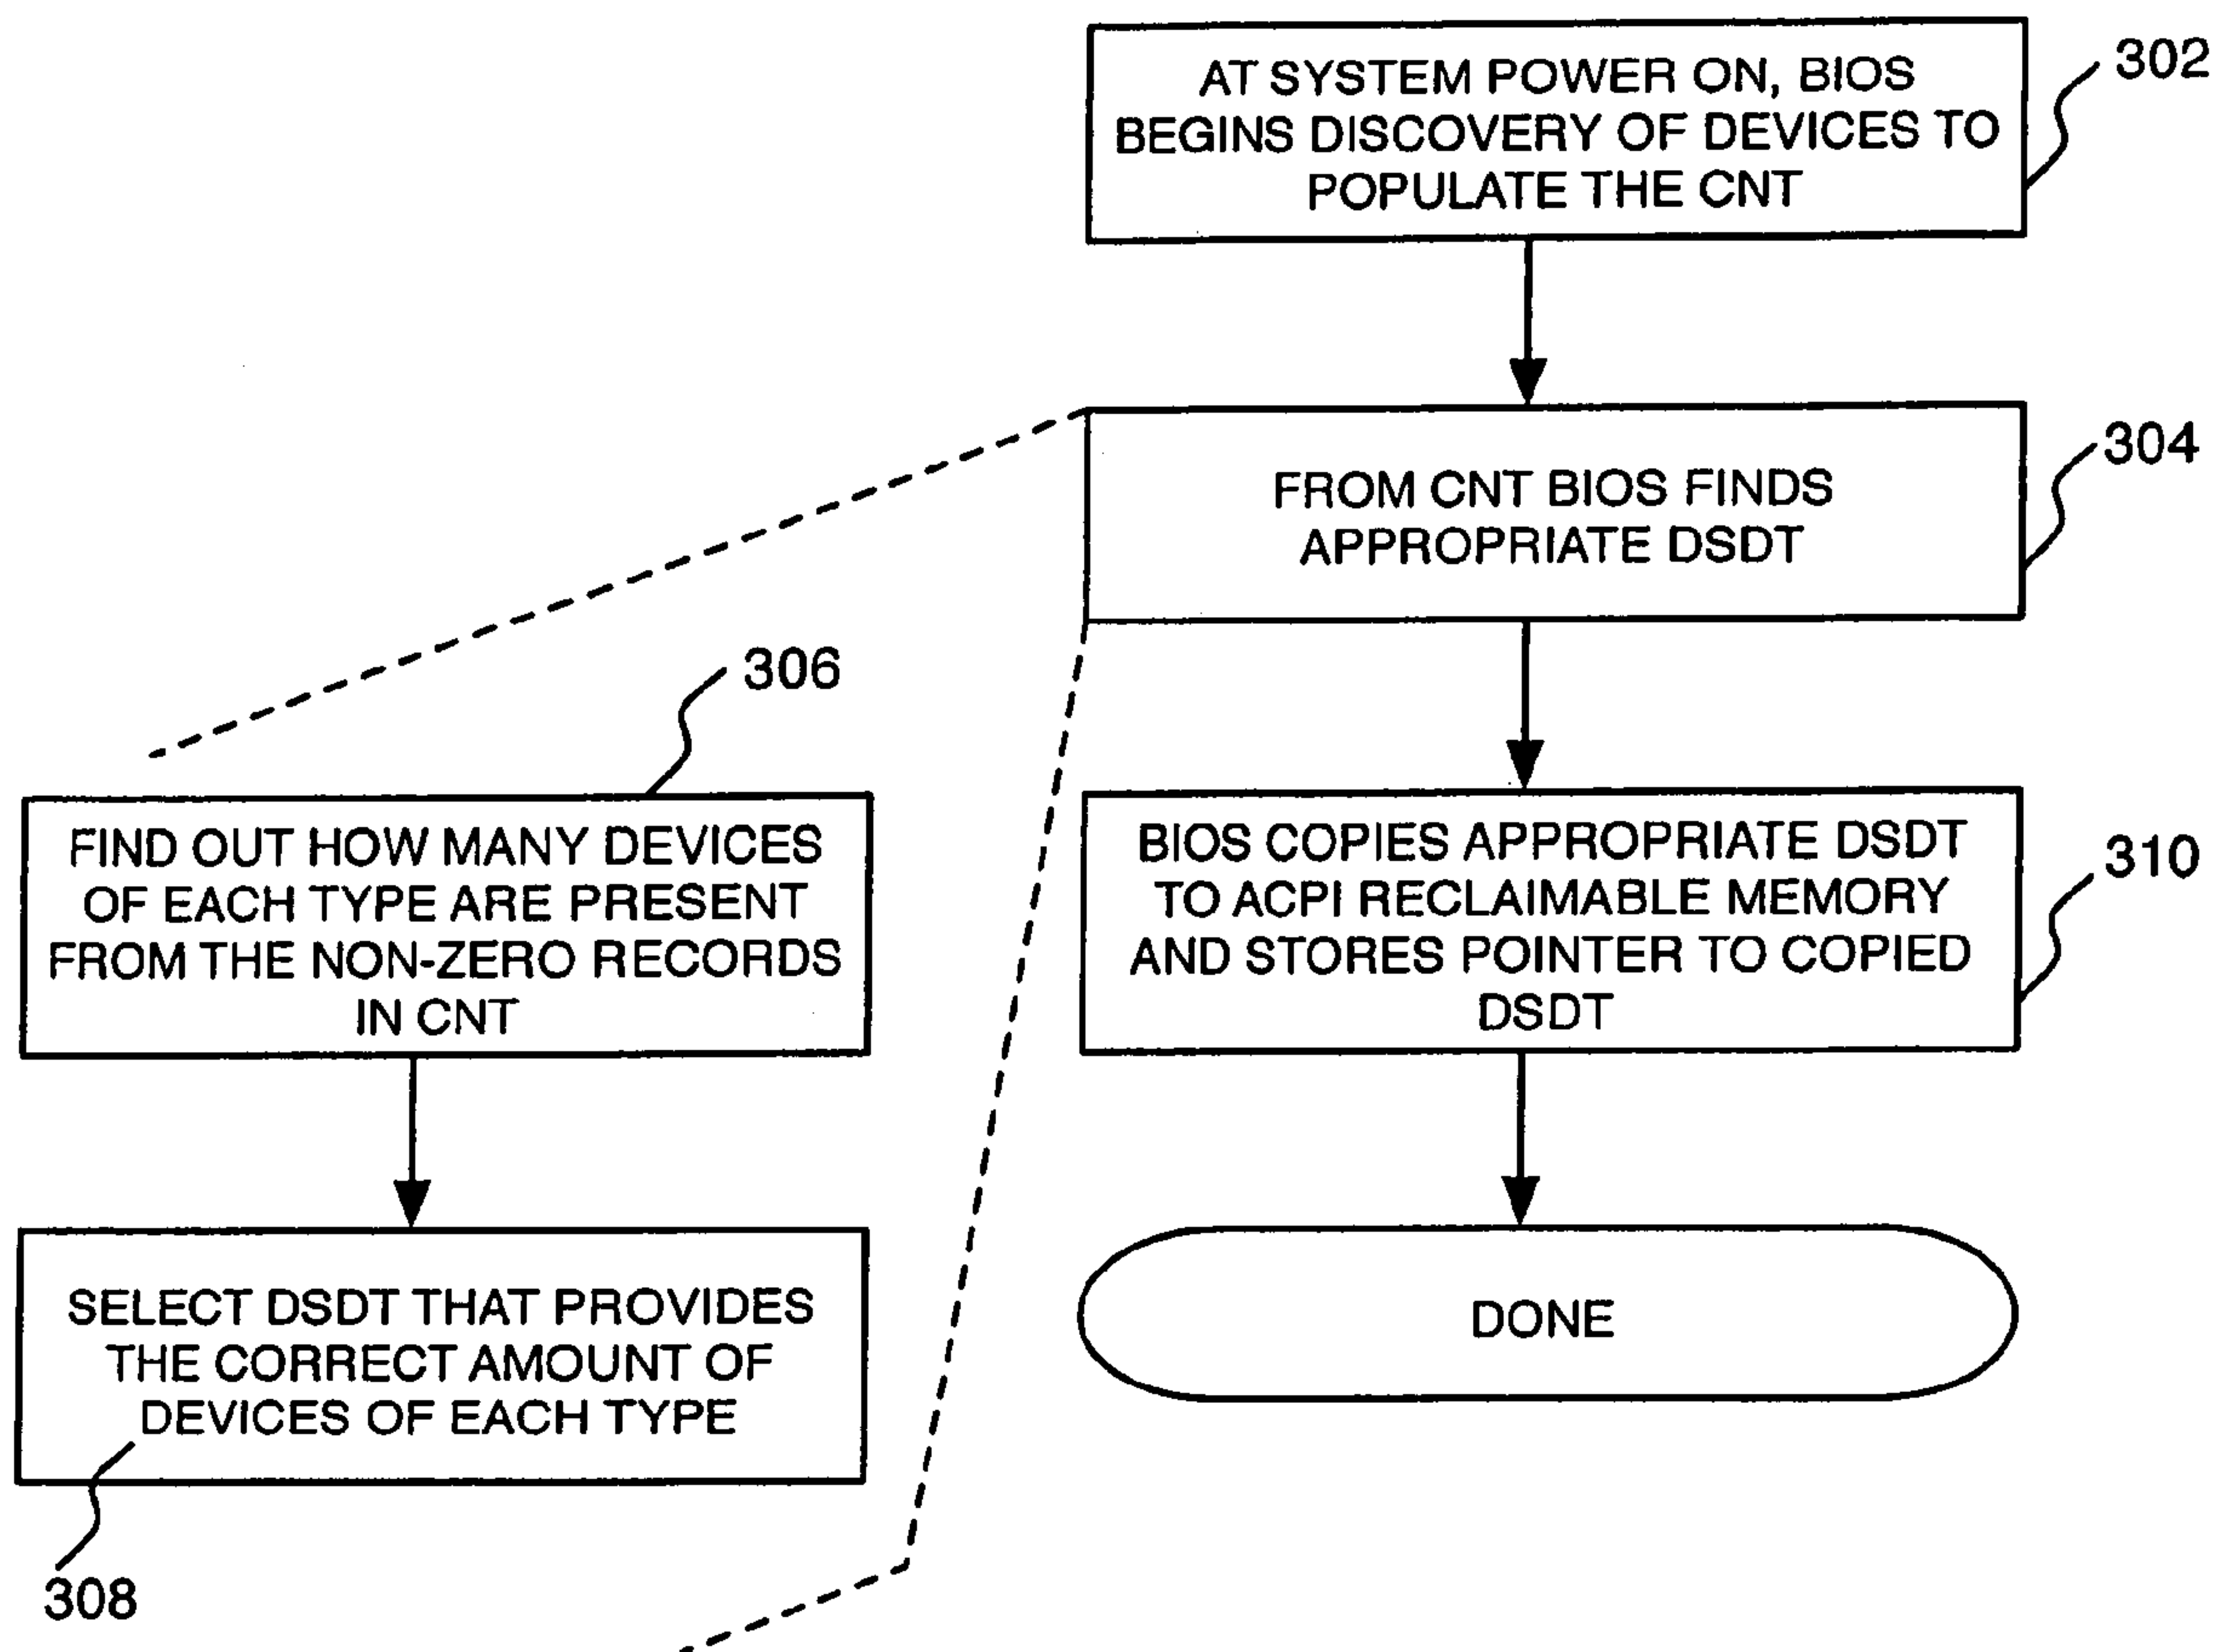 AT SYSTEM POWER ON, BIOS
BEGINS DISCOVERY OF DEVICES TO
POPULATE THE CNT
302
FROM CNT BIOS FINDS
APPROPRIATE DSDT
304
306
FIND OUT HOW MANY DEVICES
OF EACH TYPE ARE PRESENT
FROM THE NON-ZERO RECORDS
IN CNT
BIOS COPIES APPROPRIATE DSDT
TO ACPI RECLAIMABLE MEMORY
AND STORES POINTER TO COPIED
DSDT
310
SELECT DSDT THAT PROVIDES
THE CORRECT AMOUNT OF
DEVICES OF EACH TYPE
308
DONE